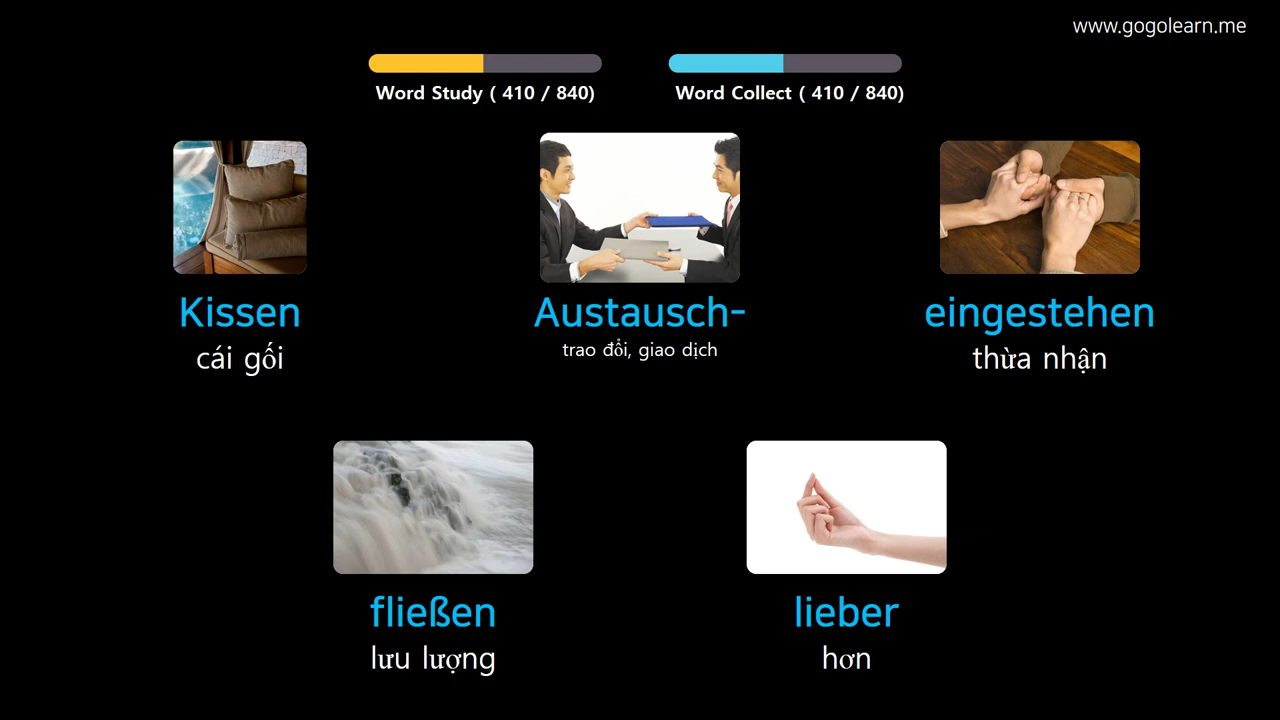 www.gogolearn.me
Word Study ( 410 / 840)
Word Collect ( 410 / 840)
Kissen
cái gối
Austausch-
trao đổi, giao dịch
eingestehen
thừa nhận
fließen
lưu lượng
lieber
hơn